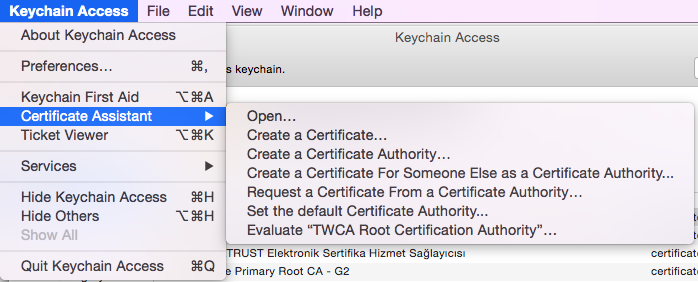 Keychain Access File Edit View Window Help
About Keychain Access
Keychain Access
Preferences… ⌘,
s keychain.
Keychain First Aid ⌥⌘A
Certificate Assistant ▶
Ticket Viewer ⌥⌘K
Services ▶
Hide Keychain Access ⌘H
Hide Others ⌥⌘H
Show All
Quit Keychain Access ⌘Q
Open…
Create a Certificate…
Create a Certificate Authority…
Create a Certificate For Someone Else as a Certificate Authority...
Request a Certificate From a Certificate Authority…
Set the default Certificate Authority...
Evaluate “TWCA Root Certification Authority”…
TRUST Elektronik Sertifika Hizmet Sağlayıcısı certificate
e Primary Root CA - G2 certificate